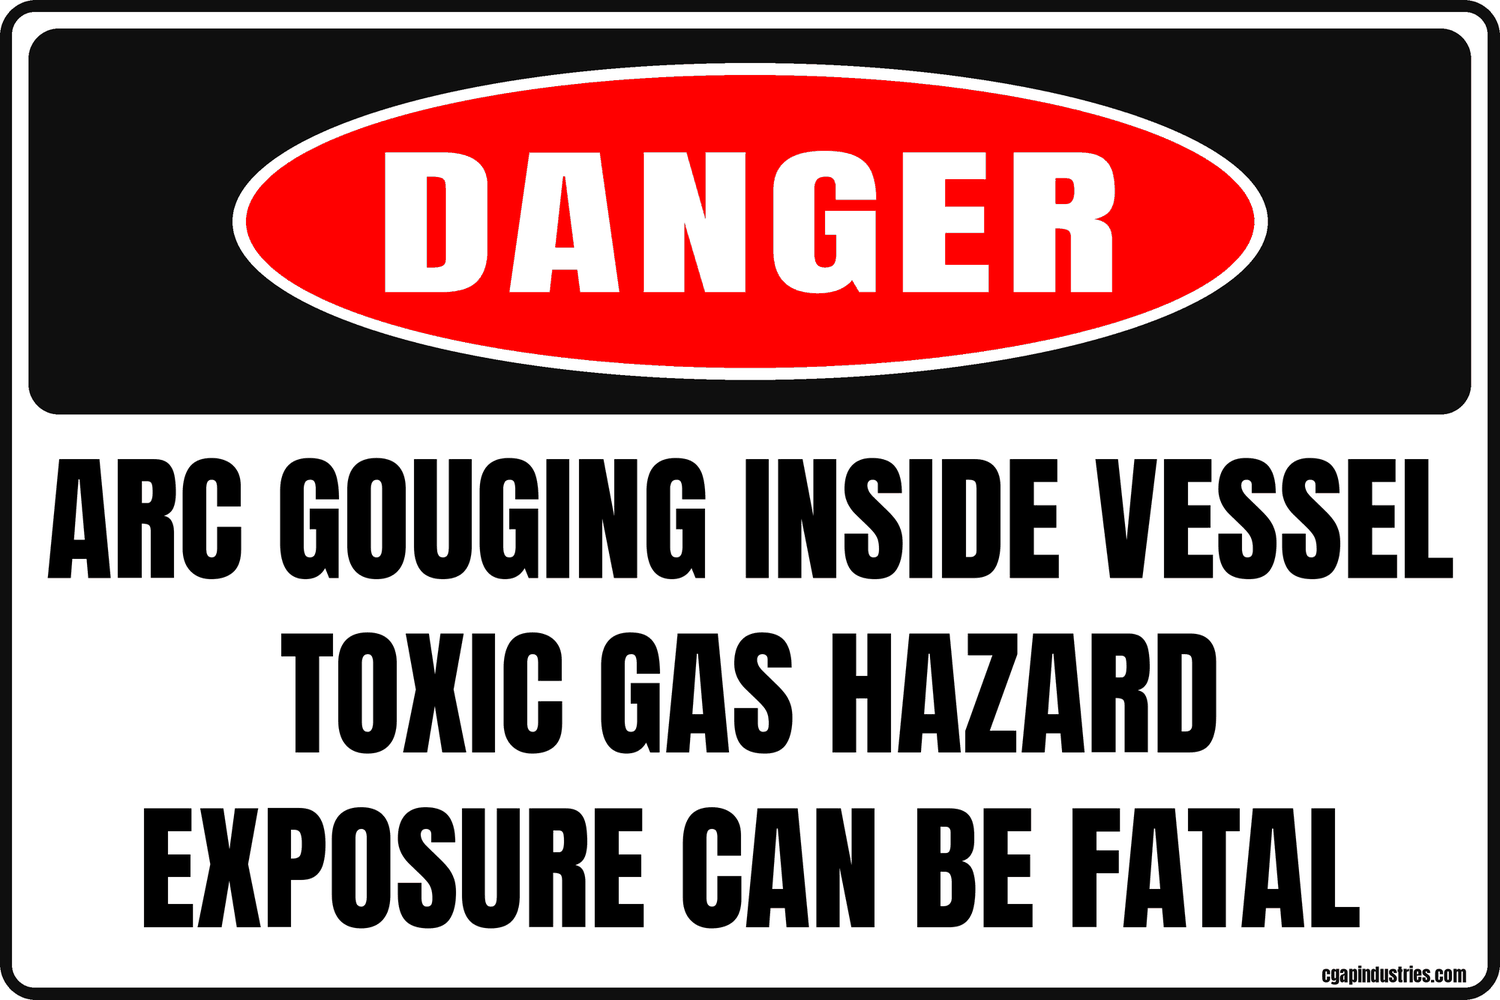 DANGER
ARC GOUGING INSIDE VESSEL
TOXIC GAS HAZARD
EXPOSURE CAN BE FATAL
cgapindustries.com